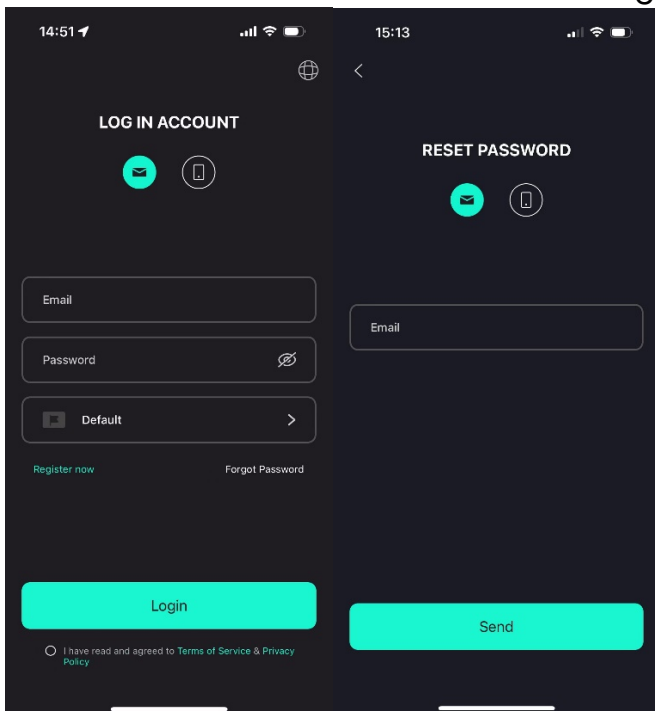 14:51
LOG IN ACCOUNT
Email
Password
Default
Register now
Forgot Password
Login
I have read and agreed to Terms of Service & Privacy
Policy
15:13
RESET PASSWORD
Email
Send